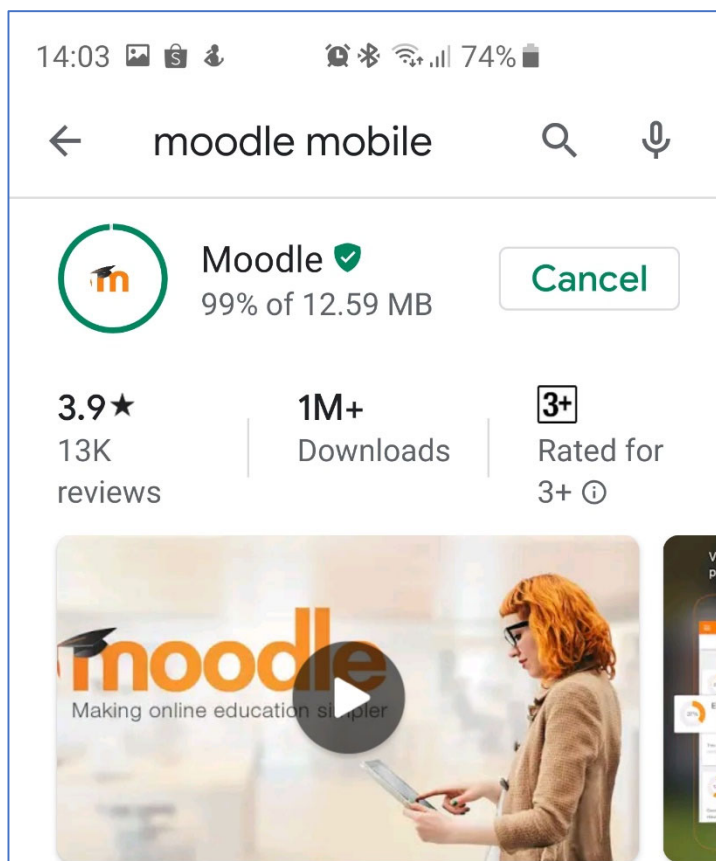 14:03 74%
moodle mobile
Moodle
99% of 12.59 MB
Cancel
3.9★
13K
reviews
1M+
Downloads
3+
Rated for
3+
moodle
Making online education simpler
V
p